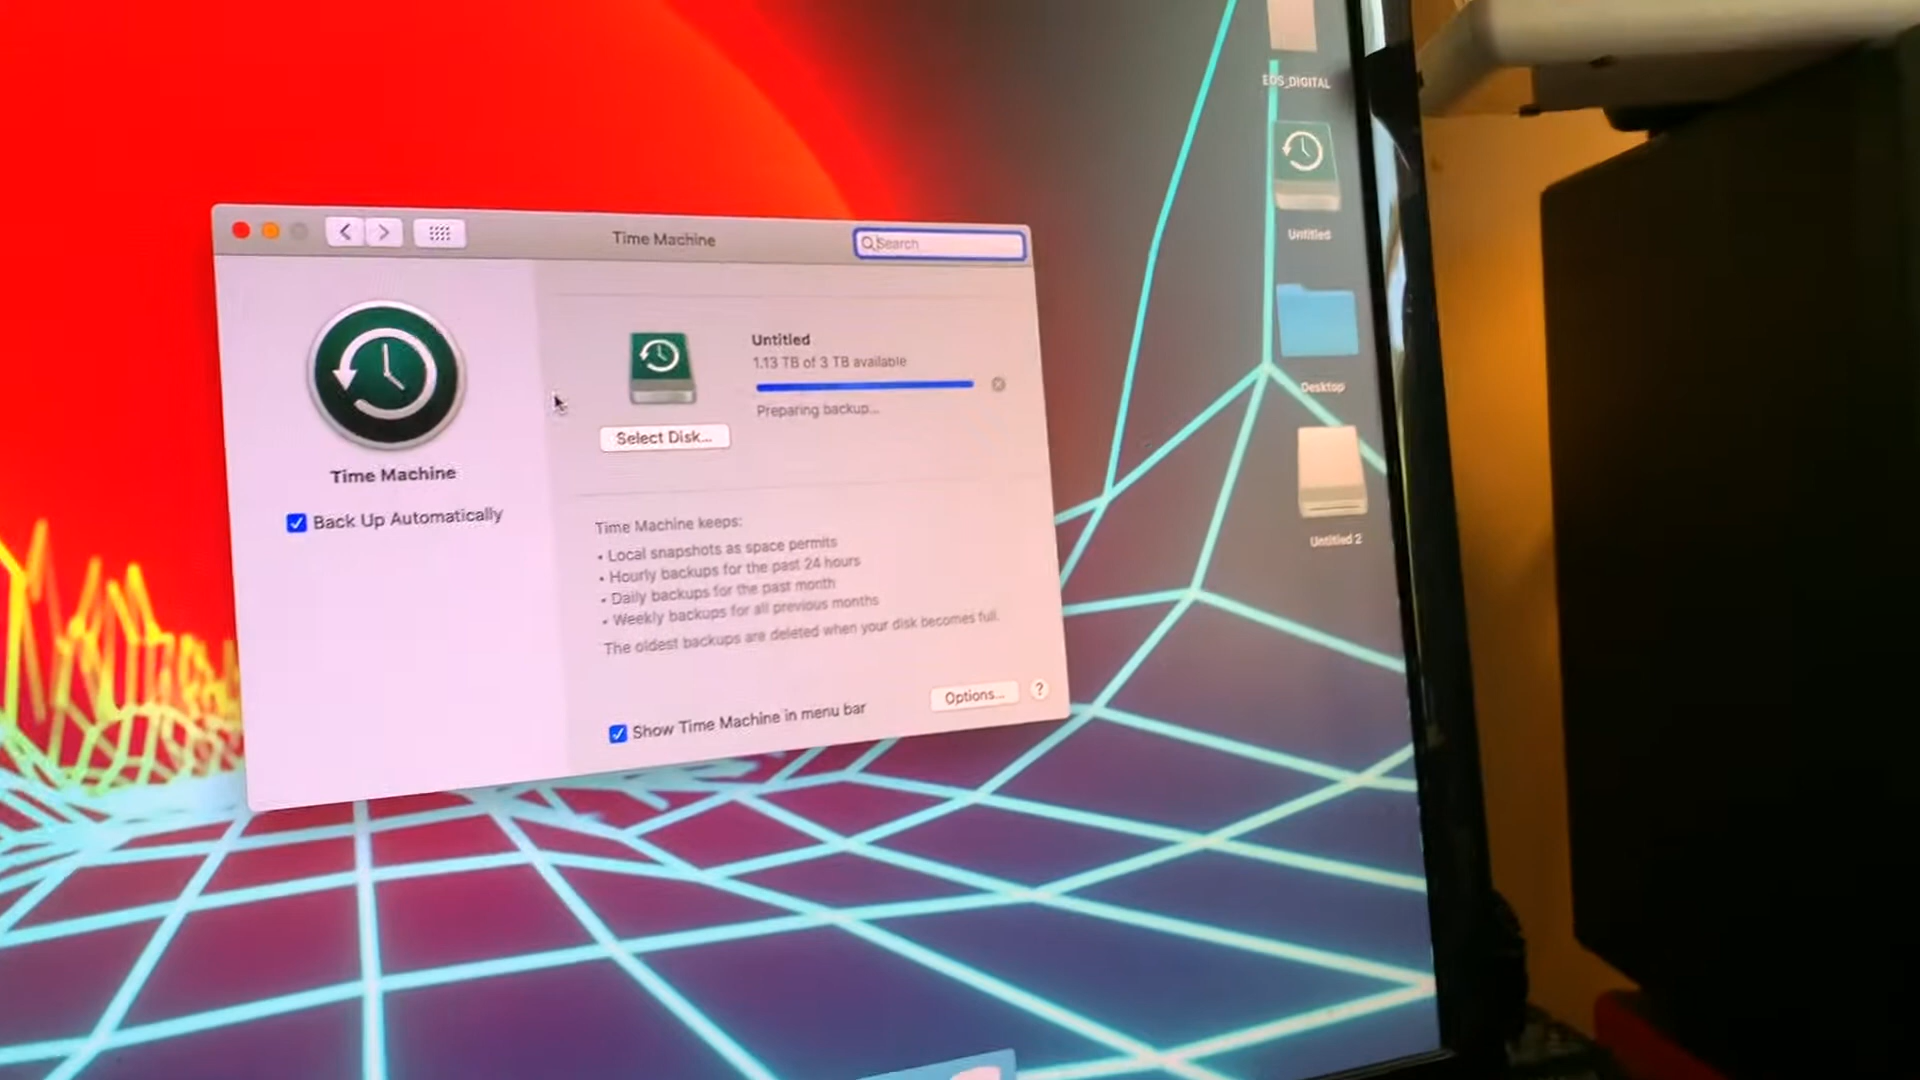 EOS_DIGITAL
Untitled
Desktop
Untitled 2
Time Machine
Search
Time Machine
Back Up Automatically
Untitled
1.13 TB of 3 TB available
Preparing backup...
Select Disk...
Time Machine keeps:
• Local snapshots as space permits
• Hourly backups for the past 24 hours
• Daily backups for the past month
• Weekly backups for all previous months
The oldest backups are deleted when your disk becomes full.
Show Time Machine in menu bar
Options...
?